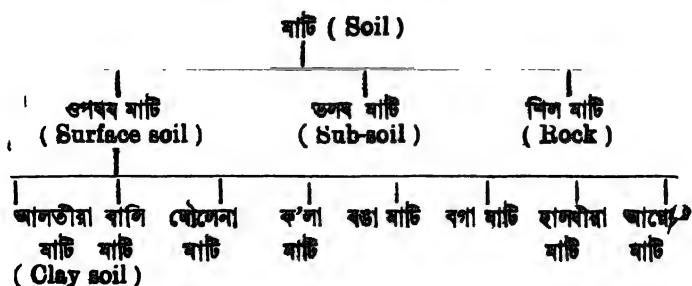 মাটি ( Soil )
ওপৰৰ মাটি তলৰ মাটি শিল মাটি
( Surface soil ) ( Sub-soil ) ( Rock )
আলতীয়া বালি ক'লা ৰঙা মাটি বগা মাটি হালধীয়া
মাটি মাটি মাটি মাটি মাটি মাটি
( Clay soil )